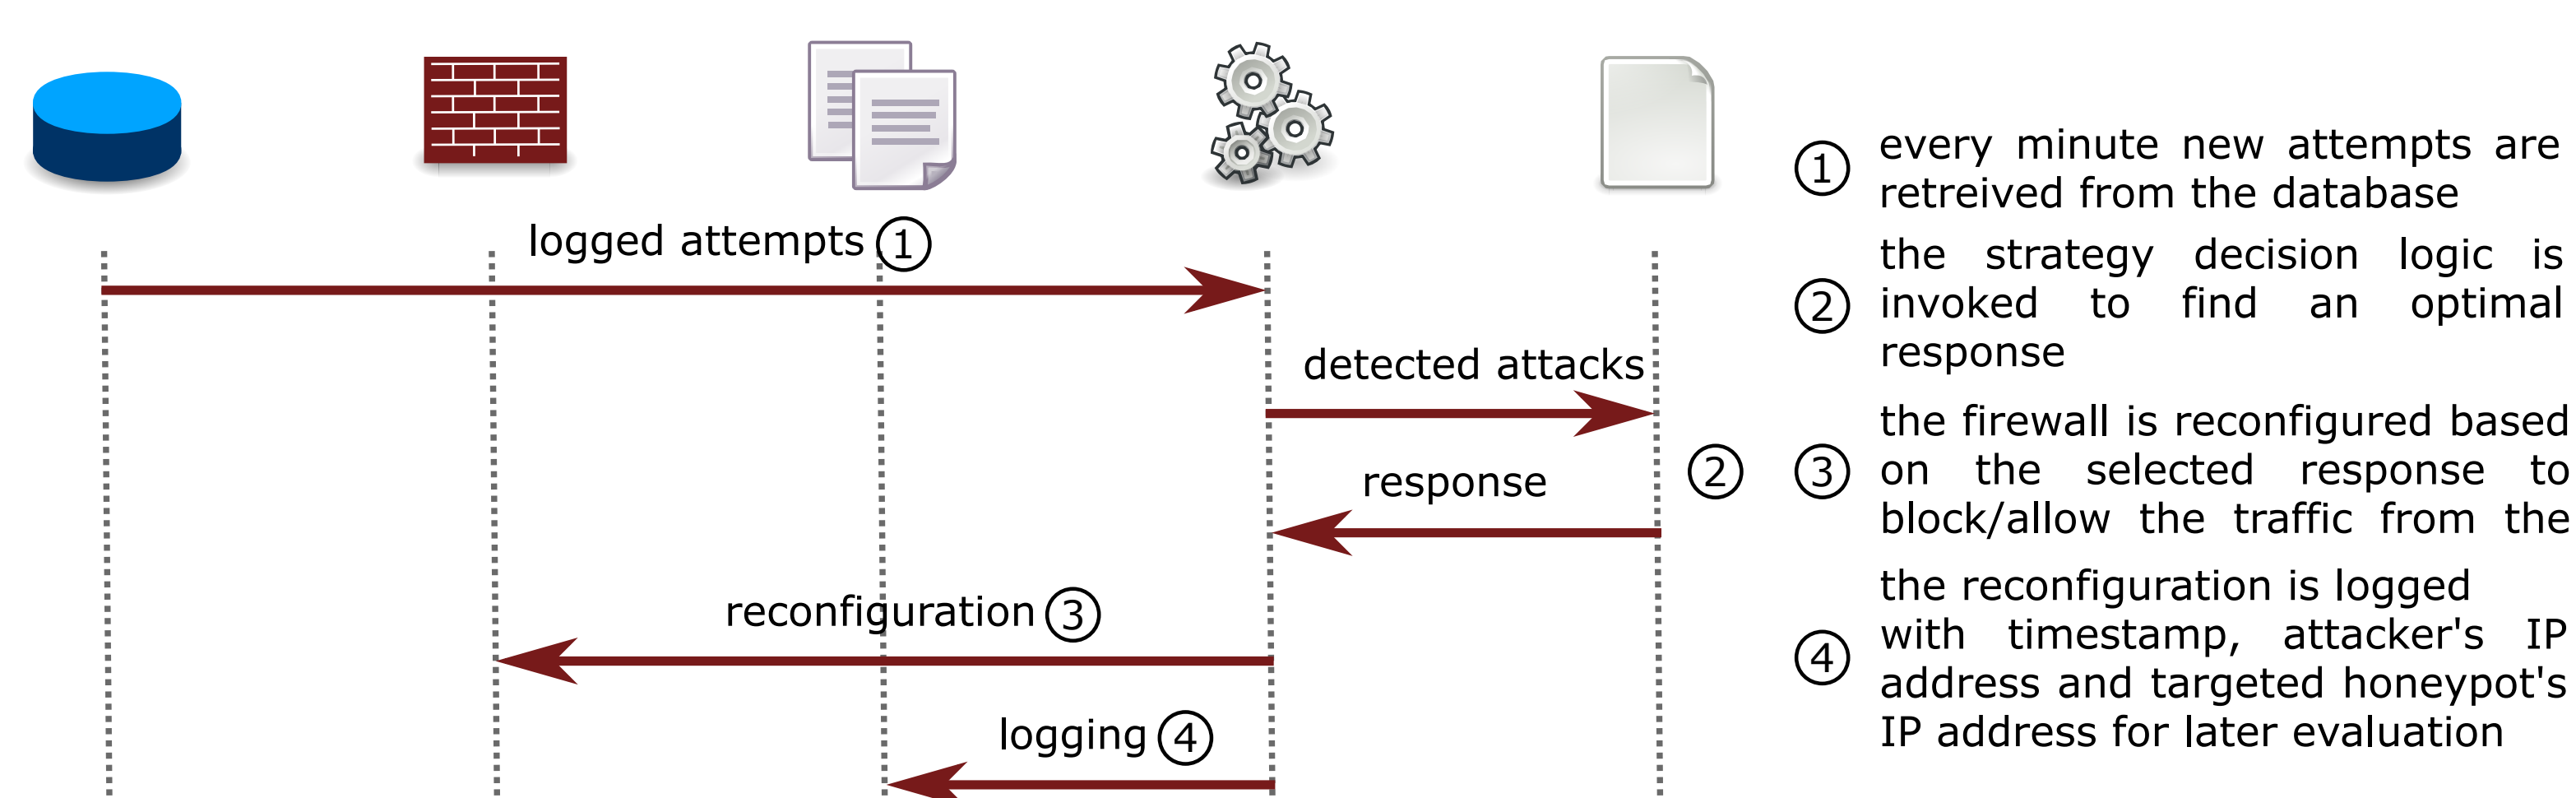 logged attempts 1
detected attacks
response
2
reconfiguration 3
logging 4
1
every minute new attempts are
retreived from the database
2
the strategy decision logic is
invoked to find an optimal
response
3
the firewall is reconfigured based
on the selected response to
block/allow the traffic from the
4
the reconfiguration is logged
with timestamp, attacker's IP
address and targeted honeypot's
IP address for later evaluation